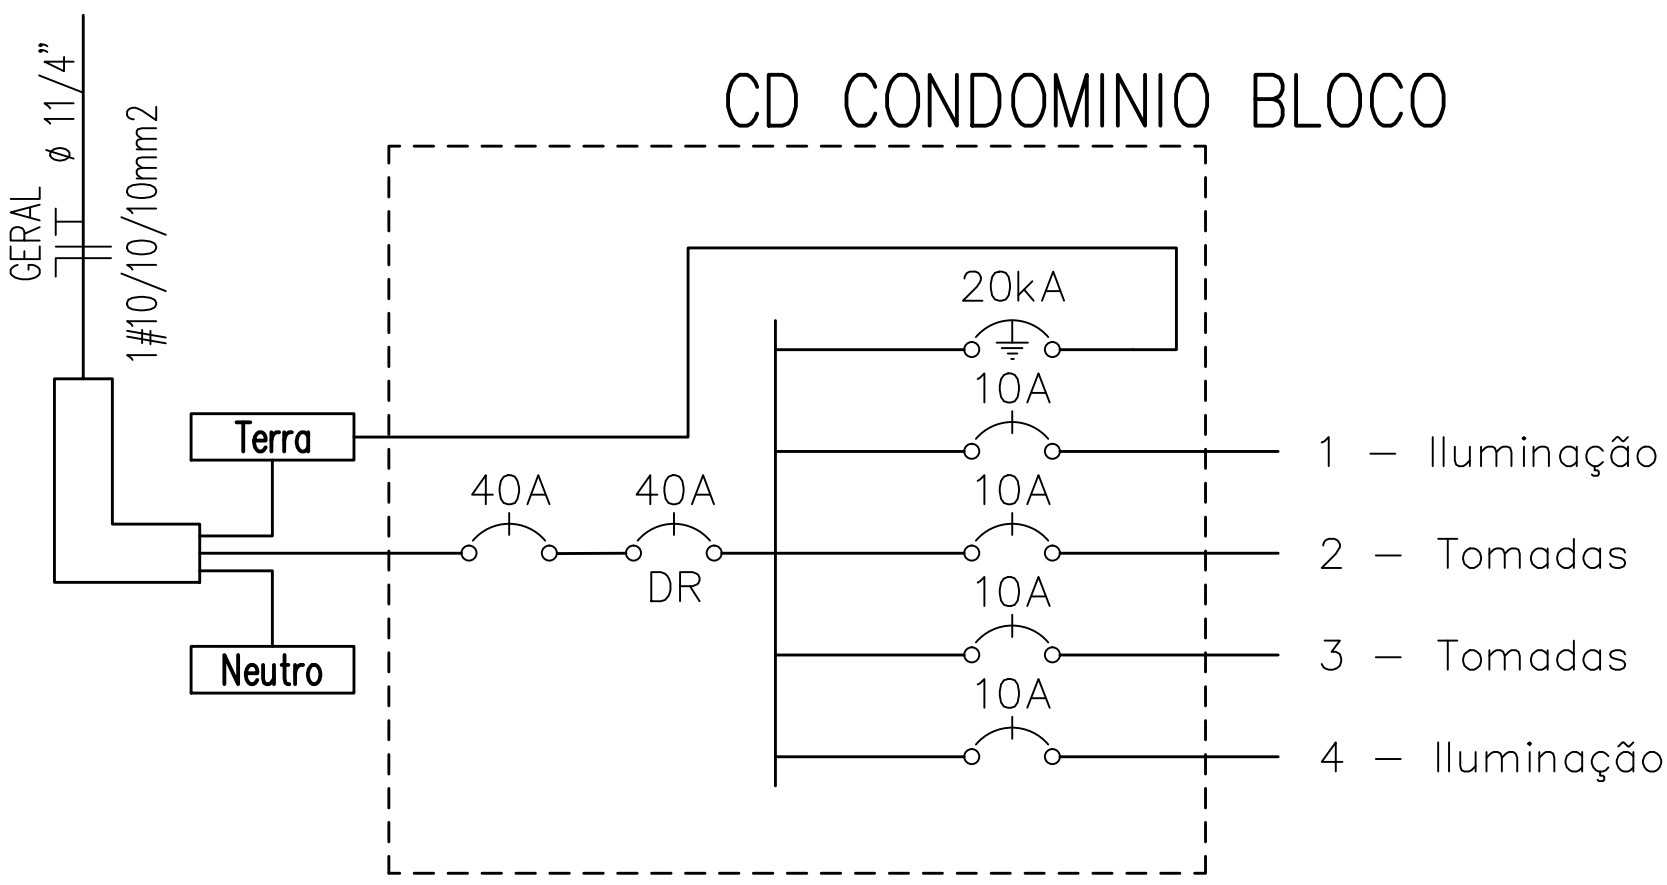 CD CONDOMINIO BLOCO
GERAL
ø 11/4"
1#10/10/10mm2
20kA
10A
1 - Iluminação
Terra
40A
40A
DR
10A
2 - Tomadas
10A
3 - Tomadas
Neutro
10A
4 - Iluminação